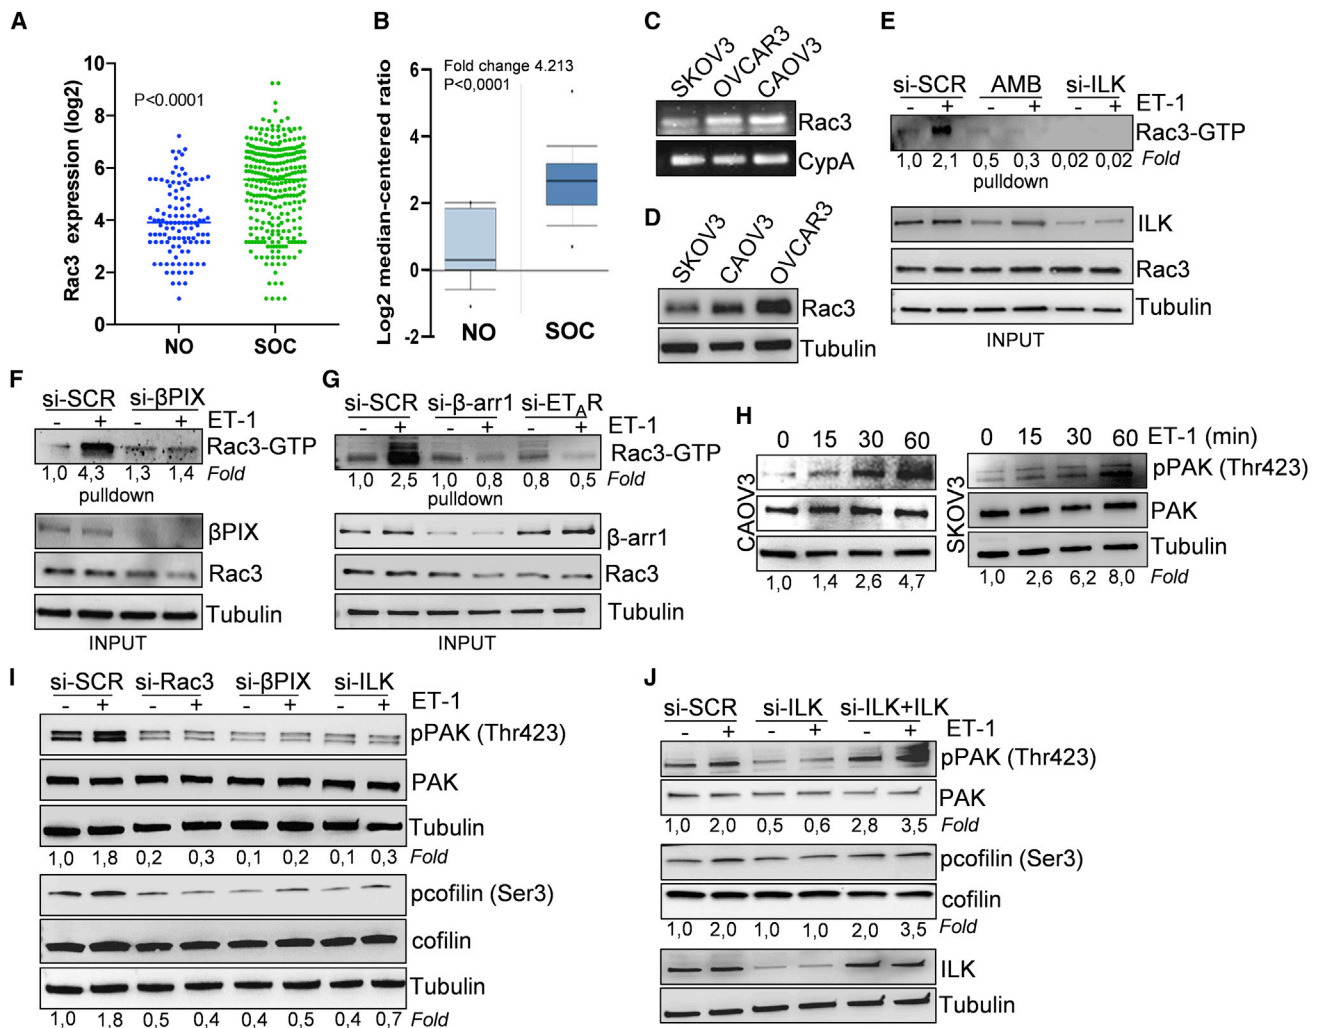 A
Rac3 expression (log2)
10
8
6
4
2
0
P<0.0001
NO SOC
B
Log2 median-centered ratio
6
4
2
0
-2
Fold change 4.213
P<0,0001
NO SOC
C
SKOV3 OVCAR3 CAOV3
Rac3
CypA
D
SKOV3 CAOV3 OVCAR3
Rac3
Tubulin
E
si-SCR AMB si-ILK
- + - + - + ET-1
Rac3-GTP
1,0 2,1 0,5 0,3 0,02 0,02 Fold
pulldown
ILK
Rac3
Tubulin
INPUT
F
si-SCR si-βPIX
- + - + ET-1
Rac3-GTP
1,0 4,3 1,3 1,4 Fold
pulldown
βPIX
Rac3
Tubulin
INPUT
G
si-SCR si-β-arr1 si-ETAR
- + - + - + ET-1
Rac3-GTP
1,0 2,5 1,0 0,8 0,8 0,5 Fold
pulldown
β-arr1
Rac3
Tubulin
INPUT
H
0 15 30 60 0 15 30 60 ET-1 (min)
CAOV3
SKOV3
pPAK (Thr423)
PAK
Tubulin
1,0 1,4 2,6 4,7 1,0 2,6 6,2 8,0 Fold
I
si-SCR si-Rac3 si-βPIX si-ILK
- + - + - + - + ET-1
pPAK (Thr423)
PAK
Tubulin
1,0 1,8 0,2 0,3 0,1 0,2 0,1 0,3 Fold
pcofilin (Ser3)
cofilin
Tubulin
1,0 1,8 0,5 0,4 0,4 0,5 0,4 0,7 Fold
J
si-SCR si-ILK si-ILK+ILK
- + - + - + ET-1
pPAK (Thr423)
PAK
1,0 2,0 0,5 0,6 2,8 3,5 Fold
pcofilin (Ser3)
cofilin
1,0 2,0 1,0 1,0 2,0 3,5 Fold
ILK
Tubulin